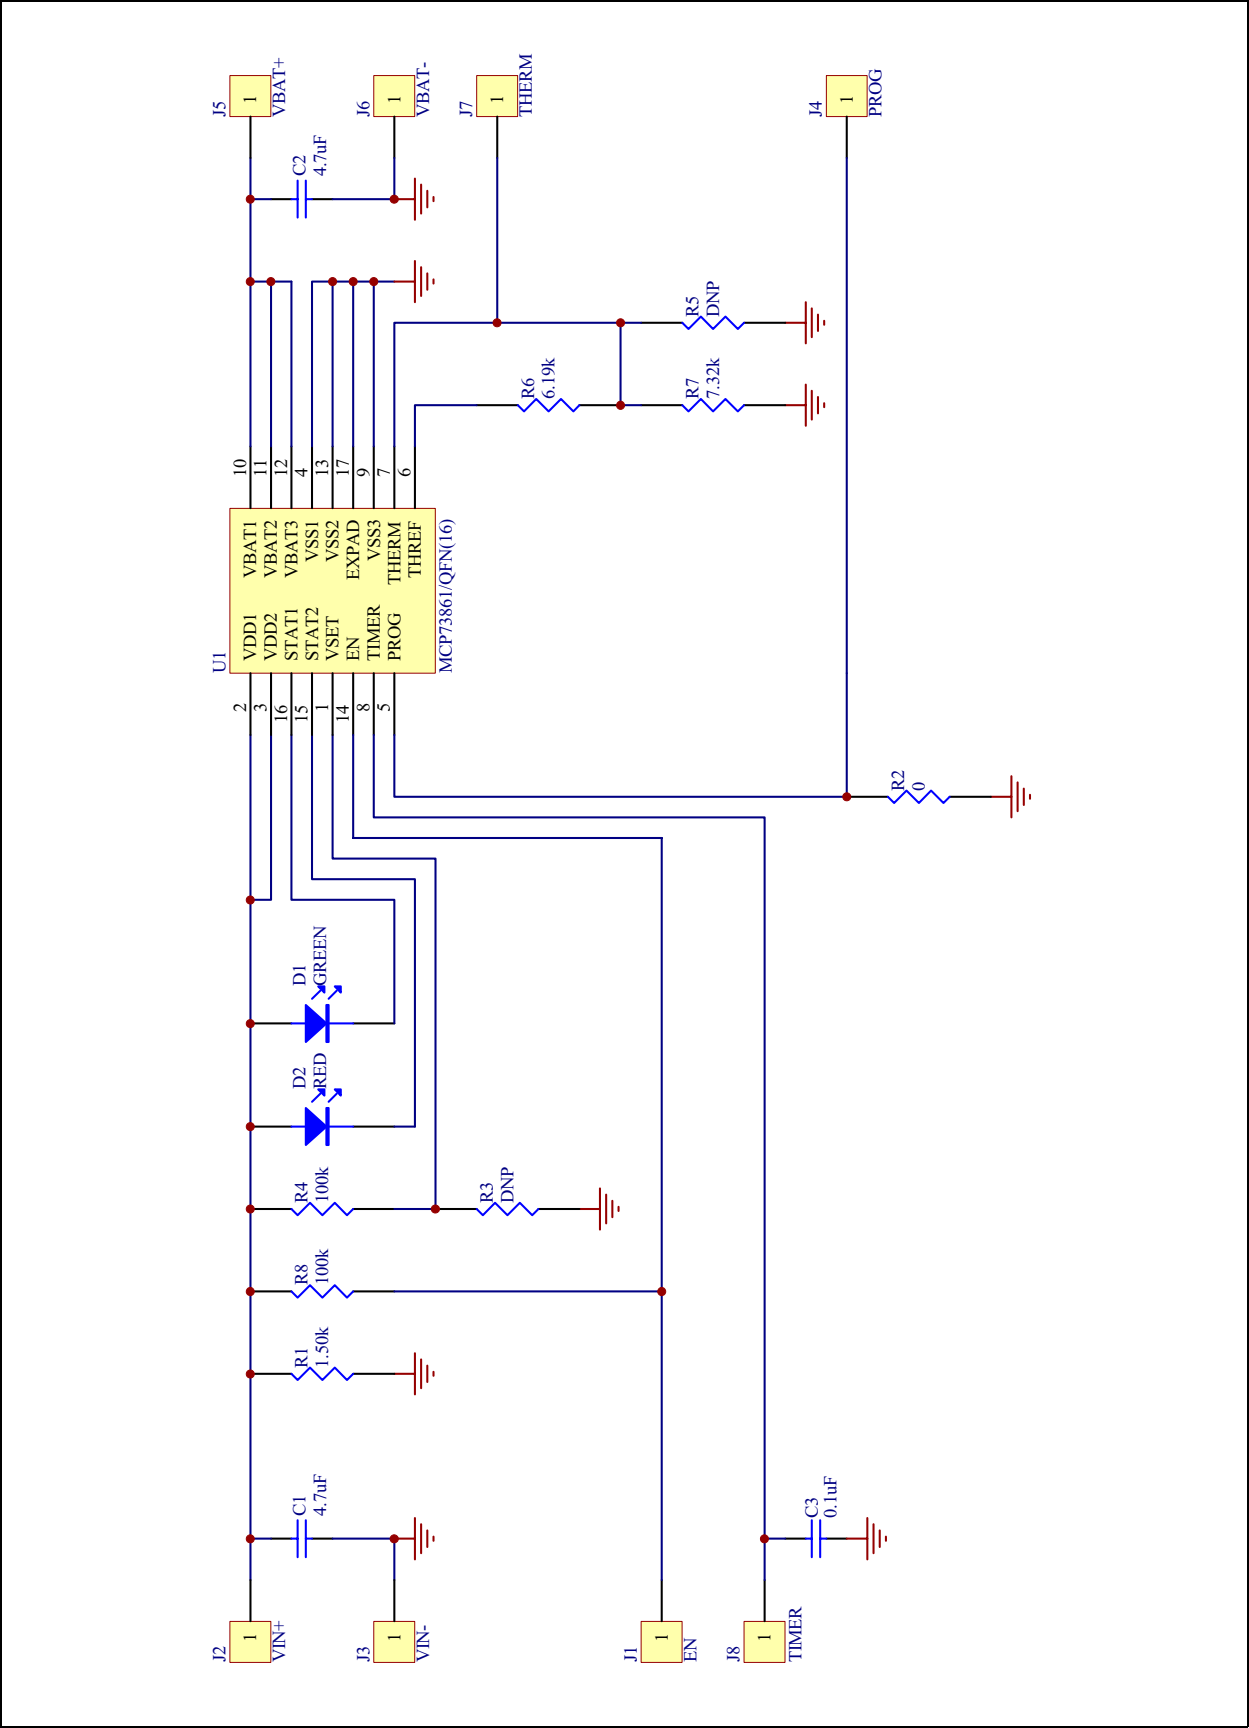 J2
1
VIN+
J3
1
VIN-
J1
1
EN
J8
1
TIMER
C1
4.7uF
C3
0.1uF
R1
1.50k
R8
100k
R4
100k
R3
DNP
D2
RED
D1
GREEN
R2
0
U1
2
3
16
15
1
14
8
5
VDD1
VDD2
STAT1
STAT2
VSET
EN
TIMER
PROG
VBAT1
VBAT2
VBAT3
VSS1
VSS2
EXPAD
VSS3
THERM
THREF
MCP73861/QFN(16)
10
11
12
4
13
17
9
7
6
R6
6.19k
R7
7.32k
R5
DNP
C2
4.7uF
J5
1
VBAT+
J6
1
VBAT-
J7
1
THERM
J4
1
PROG